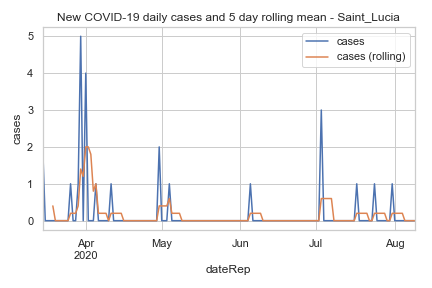 New COVID-19 daily cases and 5 day rolling mean - Saint_Lucia
cases
cases (rolling)
5
4
3
2
1
0
cases
Apr
2020
May
Jun
Jul
Aug
dateRep